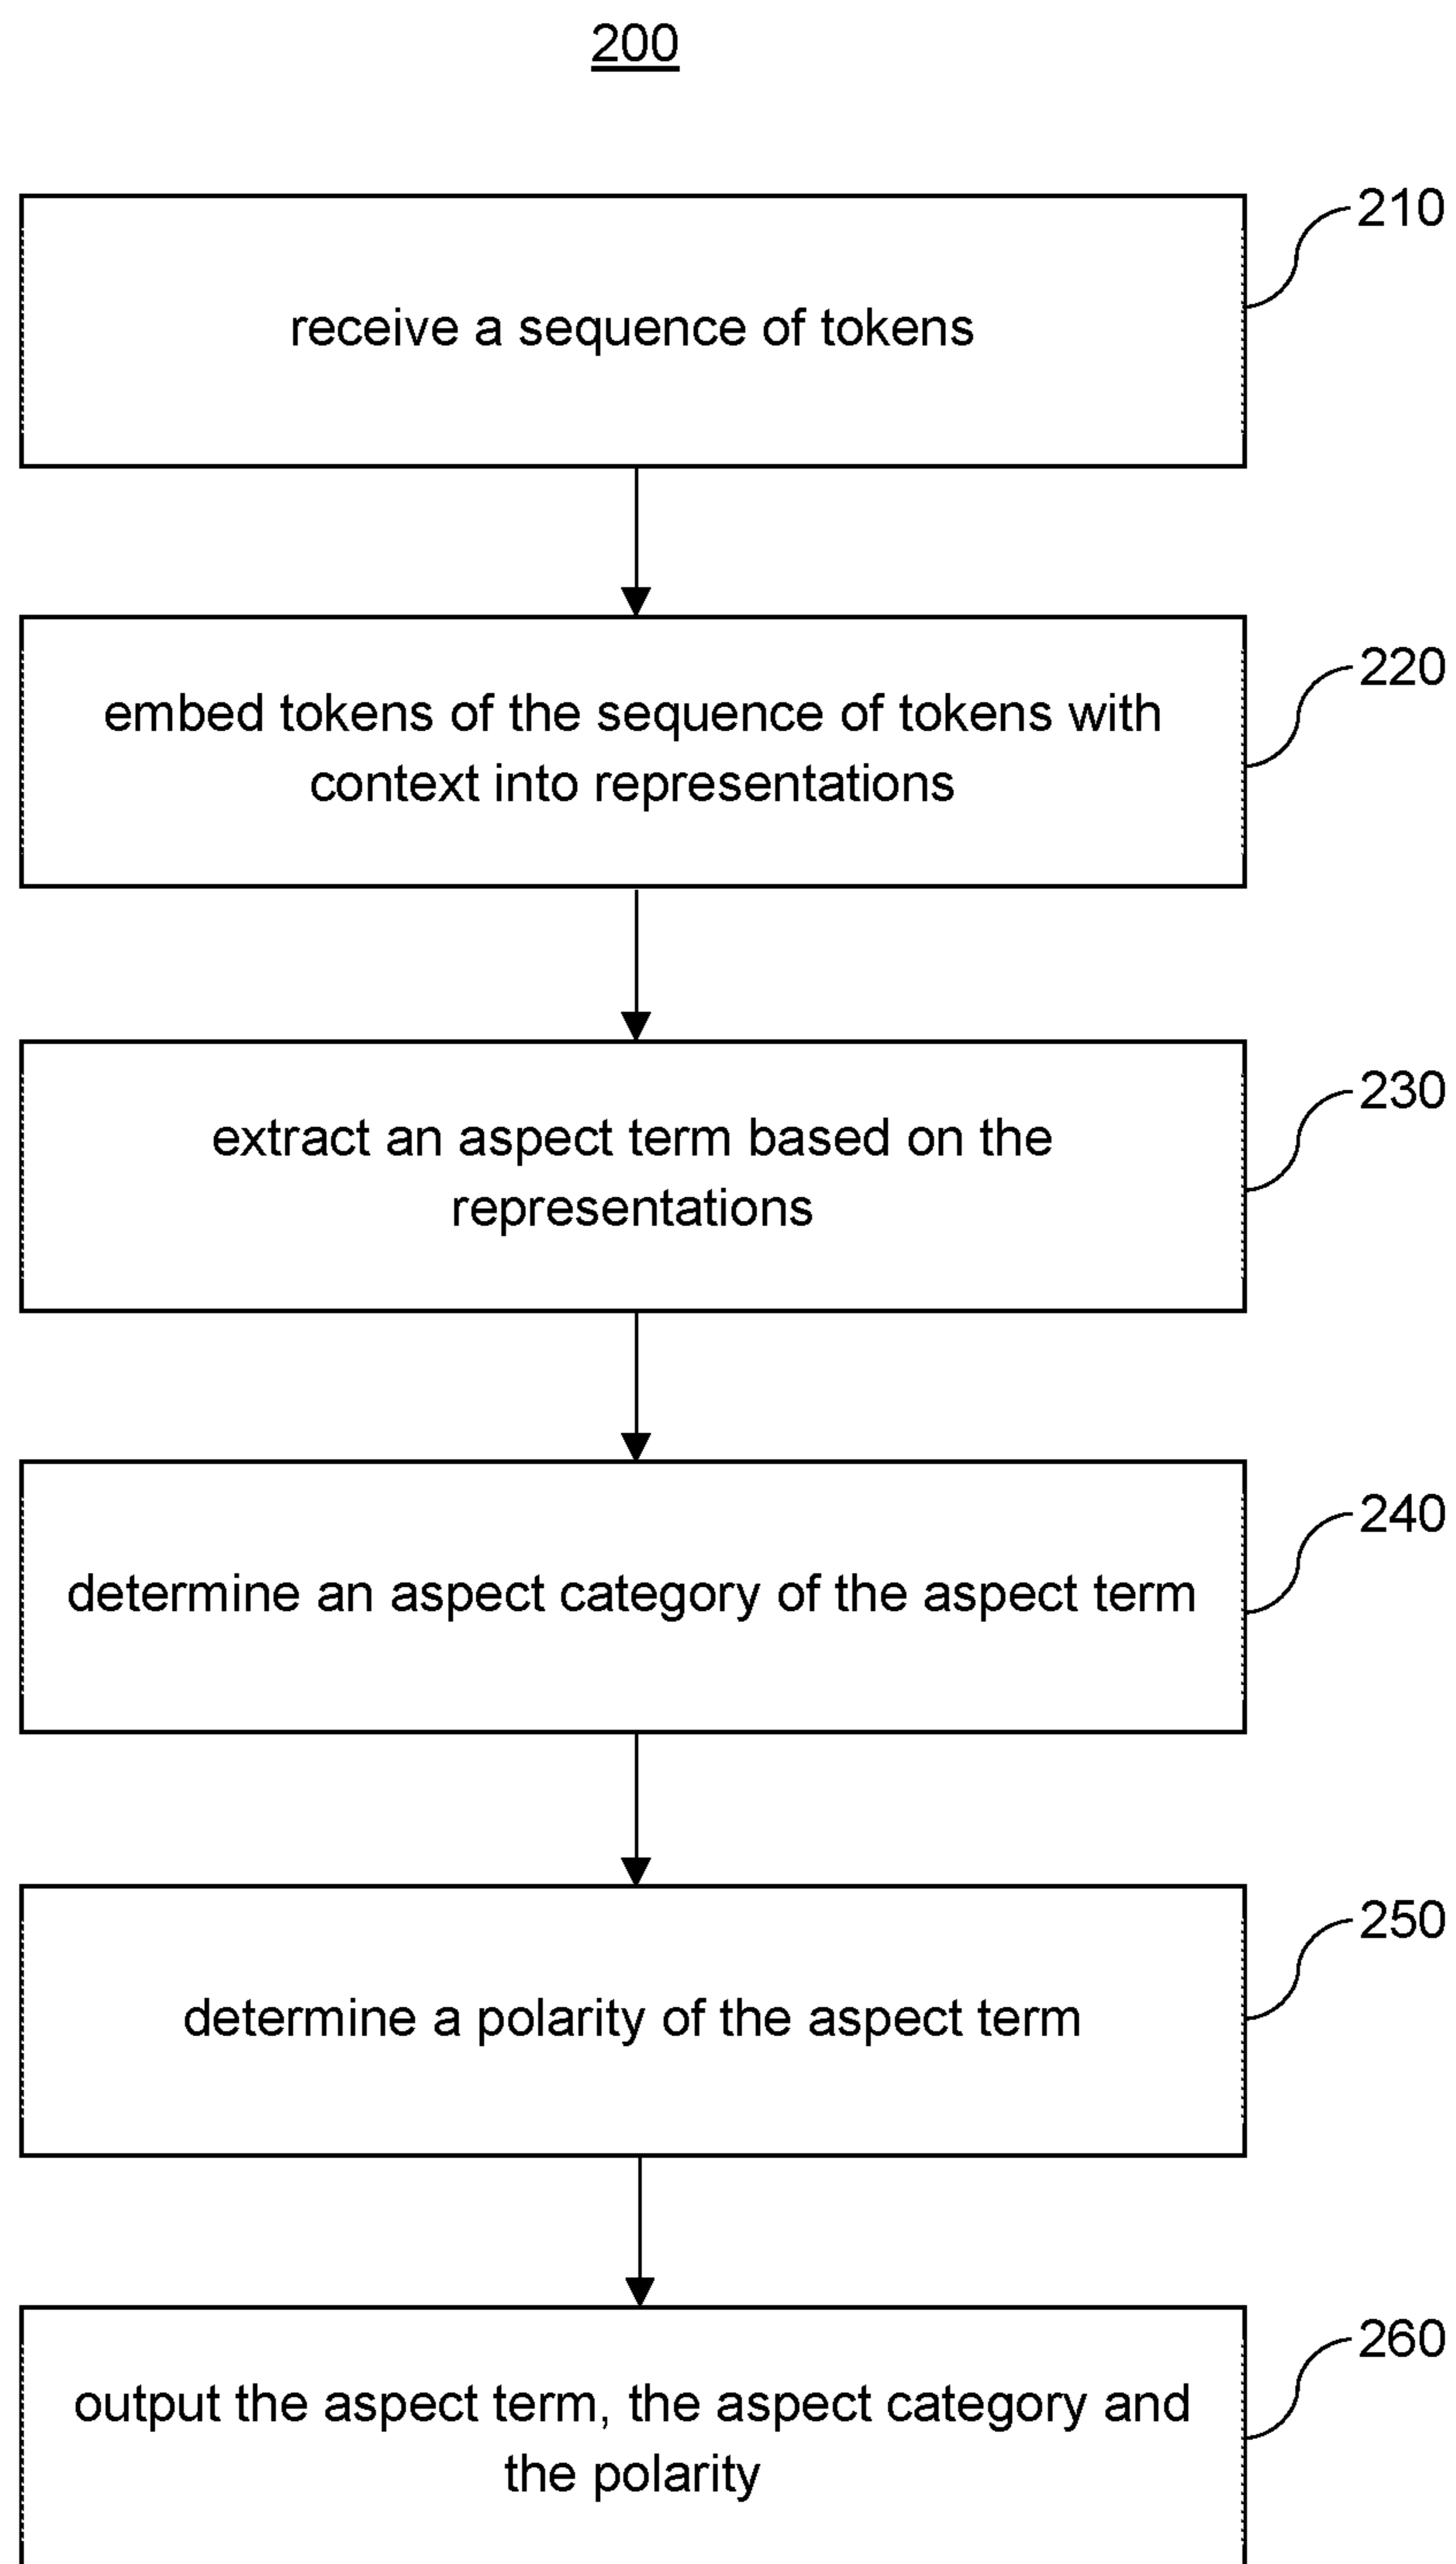 200
210
receive a sequence of tokens
220
embed tokens of the sequence of tokens with
context into representations
230
extract an aspect term based on the
representations
240
determine an aspect category of the aspect term
250
determine a polarity of the aspect term
260
output the aspect term, the aspect category and
the polarity